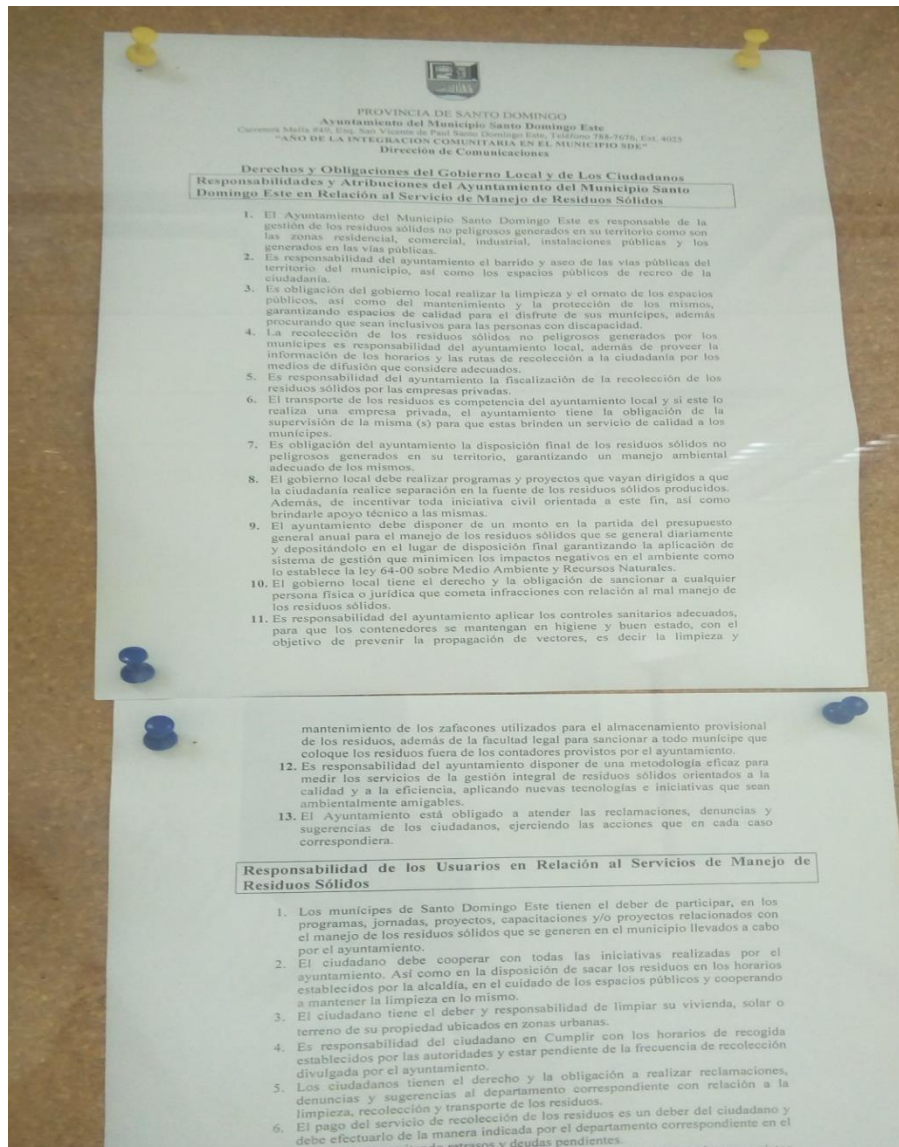 PROVINCIA DE SANTO DOMINGO
Ayuntamiento del Municipio Santo Domingo Este
Carretera Mella #49, Esq. San Vicente de Paul Santo Domingo Este, Teléfono 788-7676, Ext. 4023
"AÑO DE LA INTEGRACION COMUNITARIA EN EL MUNICIPIO SDE"
Dirección de Comunicaciones
Derechos y Obligaciones del Gobierno Local y de Los Ciudadanos
Responsabilidades y Atribuciones del Ayuntamiento del Municipio Santo
Domingo Este en Relación al Servicio de Manejo de Residuos Sólidos
1. El Ayuntamiento del Municipio Santo Domingo Este es responsable de la
gestión de los residuos sólidos no peligrosos generados en su territorio como son
las zonas residencial, comercial, industrial, instalaciones públicas y los
generados en las vías públicas.
2. Es responsabilidad del ayuntamiento el barrido y aseo de las vías públicas del
territorio del municipio, así como los espacios públicos de recreo de la
ciudadanía.
3. Es obligación del gobierno local realizar la limpieza y el ornato de los espacios
públicos, así como del mantenimiento y la protección de los mismos,
garantizando espacios de calidad para el disfrute de sus munícipes, además
procurando que sean inclusivos para las personas con discapacidad.
4. La recolección de los residuos sólidos no peligrosos generados por los
munícipes es responsabilidad del ayuntamiento local, además de proveer la
información de los horarios y las rutas de recolección a la ciudadanía por los
medios de difusión que considere adecuados.
5. Es responsabilidad del ayuntamiento la fiscalización de la recolección de los
residuos sólidos por las empresas privadas.
6. El transporte de los residuos es competencia del ayuntamiento local y si este lo
realiza una empresa privada, el ayuntamiento tiene la obligación de la
supervisión de la misma (s) para que estas brinden un servicio de calidad a los
munícipes.
7. Es obligación del ayuntamiento la disposición final de los residuos sólidos no
peligrosos generados en su territorio, garantizando un manejo ambiental
adecuado de los mismos.
8. El gobierno local debe realizar programas y proyectos que vayan dirigidos a que
la ciudadanía realice separación en la fuente de los residuos sólidos producidos.
Además, de incentivar toda iniciativa civil orientada a este fin, así como
brindarle apoyo técnico a las mismas.
9. El ayuntamiento debe disponer de un monto en la partida del presupuesto
general anual para el manejo de los residuos sólidos que se general diariamente
y depositándolo en el lugar de disposición final garantizando la aplicación de
sistema de gestión que minimicen los impactos negativos en el ambiente como
lo establece la ley 64-00 sobre Medio Ambiente y Recursos Naturales.
10. El gobierno local tiene el derecho y la obligación de sancionar a cualquier
persona física o jurídica que cometa infracciones con relación al mal manejo de
los residuos sólidos.
11. Es responsabilidad del ayuntamiento aplicar los controles sanitarios adecuados,
para que los contenedores se mantengan en higiene y buen estado, con el
objetivo de prevenir la propagación de vectores, es decir la limpieza y
mantenimiento de los zafacones utilizados para el almacenamiento provisional
de los residuos, además de la facultad legal para sancionar a todo munícipe que
coloque los residuos fuera de los contadores provistos por el ayuntamiento.
12. Es responsabilidad del ayuntamiento disponer de una metodología eficaz para
medir los servicios de la gestión integral de residuos sólidos orientados a la
calidad y a la eficiencia, aplicando nuevas tecnologías e iniciativas que sean
ambientalmente amigables.
13. El Ayuntamiento está obligado a atender las reclamaciones, denuncias y
sugerencias de los ciudadanos, ejerciendo las acciones que en cada caso
correspondiera.
Responsabilidad de los Usuarios en Relación al Servicios de Manejo de
Residuos Sólidos
1. Los munícipes de Santo Domingo Este tienen el deber de participar, en los
programas, jornadas, proyectos, capacitaciones y/o proyectos relacionados con
el manejo de los residuos sólidos que se generen en el municipio llevados a cabo
por el ayuntamiento.
2. El ciudadano debe cooperar con todas las iniciativas realizadas por el
ayuntamiento. Así como en la disposición de sacar los residuos en los horarios
establecidos por la alcaldía, en el cuidado de los espacios públicos y cooperando
a mantener la limpieza en lo mismo.
3. El ciudadano tiene el deber y responsabilidad de limpiar su vivienda, solar o
terreno de su propiedad ubicados en zonas urbanas.
4. Es responsabilidad del ciudadano en Cumplir con los horarios de recogida
establecidos por las autoridades y estar pendiente de la frecuencia de recolección
divulgada por el ayuntamiento.
5. Los ciudadanos tienen el derecho y la obligación a realizar reclamaciones,
denuncias y sugerencias al departamento correspondiente con relación a la
limpieza, recolección y transporte de los residuos.
6. El pago del servicio de recolección de los residuos es un deber del ciudadano y
debe efectuarlo de la manera indicada por el departamento correspondiente en el
retrasos y deudas pendientes.